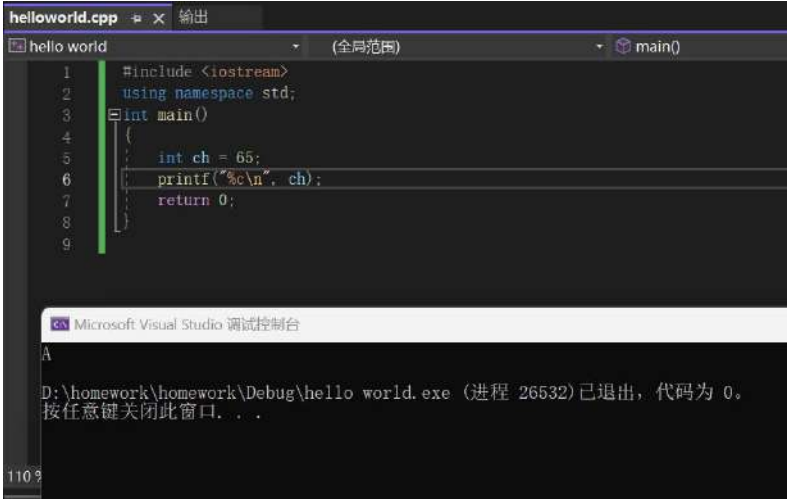 helloworld.cpp 输出
hello world (全局范围) main()
1 #include <iostream>
2 using namespace std;
3 int main()
4 {
5 int ch = 65;
6 printf("%c\n", ch);
7 return 0;
8 }
9
Microsoft Visual Studio 调试控制台
A
D:\homework\homework\Debug\hello world.exe (进程 26532)已退出，代码为 0。
按任意键关闭此窗口. . .
110 %